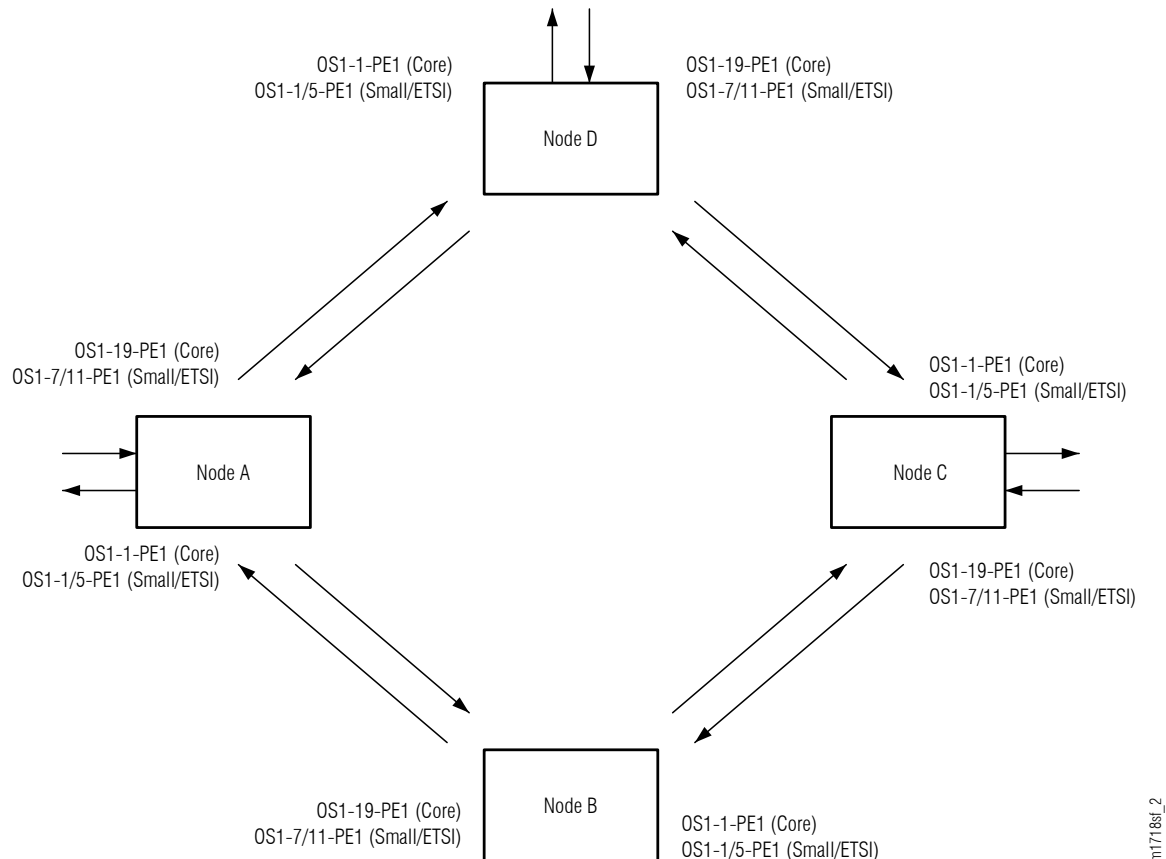 OS1-1-PE1 (Core)
OS1-1/5-PE1 (Small/ETSI)
OS1-19-PE1 (Core)
OS1-7/11-PE1 (Small/ETSI)
Node D
OS1-19-PE1 (Core)
OS1-7/11-PE1 (Small/ETSI)
OS1-1-PE1 (Core)
OS1-1/5-PE1 (Small/ETSI)
Node A
Node C
OS1-1-PE1 (Core)
OS1-1/5-PE1 (Small/ETSI)
OS1-19-PE1 (Core)
OS1-7/11-PE1 (Small/ETSI)
Node B
OS1-19-PE1 (Core)
OS1-7/11-PE1 (Small/ETSI)
OS1-1-PE1 (Core)
OS1-1/5-PE1 (Small/ETSI)
m1718sf_2